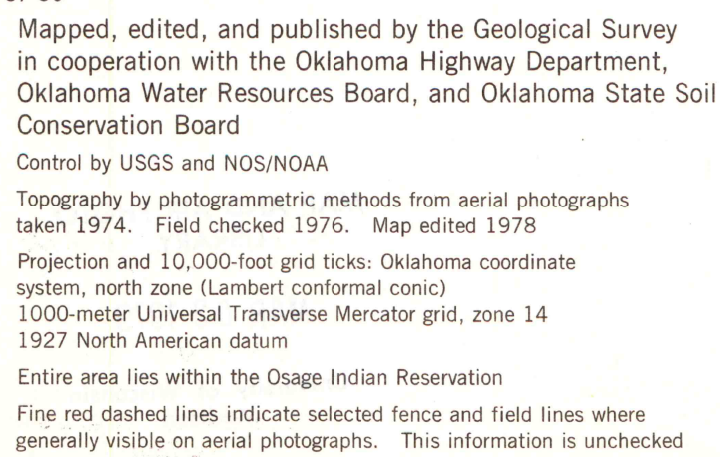 Mapped, edited, and published by the Geological Survey
in cooperation with the Oklahoma Highway Department,
Oklahoma Water Resources Board, and Oklahoma State Soil
Conservation Board
Control by USGS and NOS/NOAA
Topography by photogrammetric methods from aerial photographs
taken 1974. Field checked 1976. Map edited 1978
Projection and 10,000-foot grid ticks: Oklahoma coordinate
system, north zone (Lambert conformal conic)
1000-meter Universal Transverse Mercator grid, zone 14
1927 North American datum
Entire area lies within the Osage Indian Reservation
Fine red dashed lines indicate selected fence and field lines where
generally visible on aerial photographs. This information is unchecked